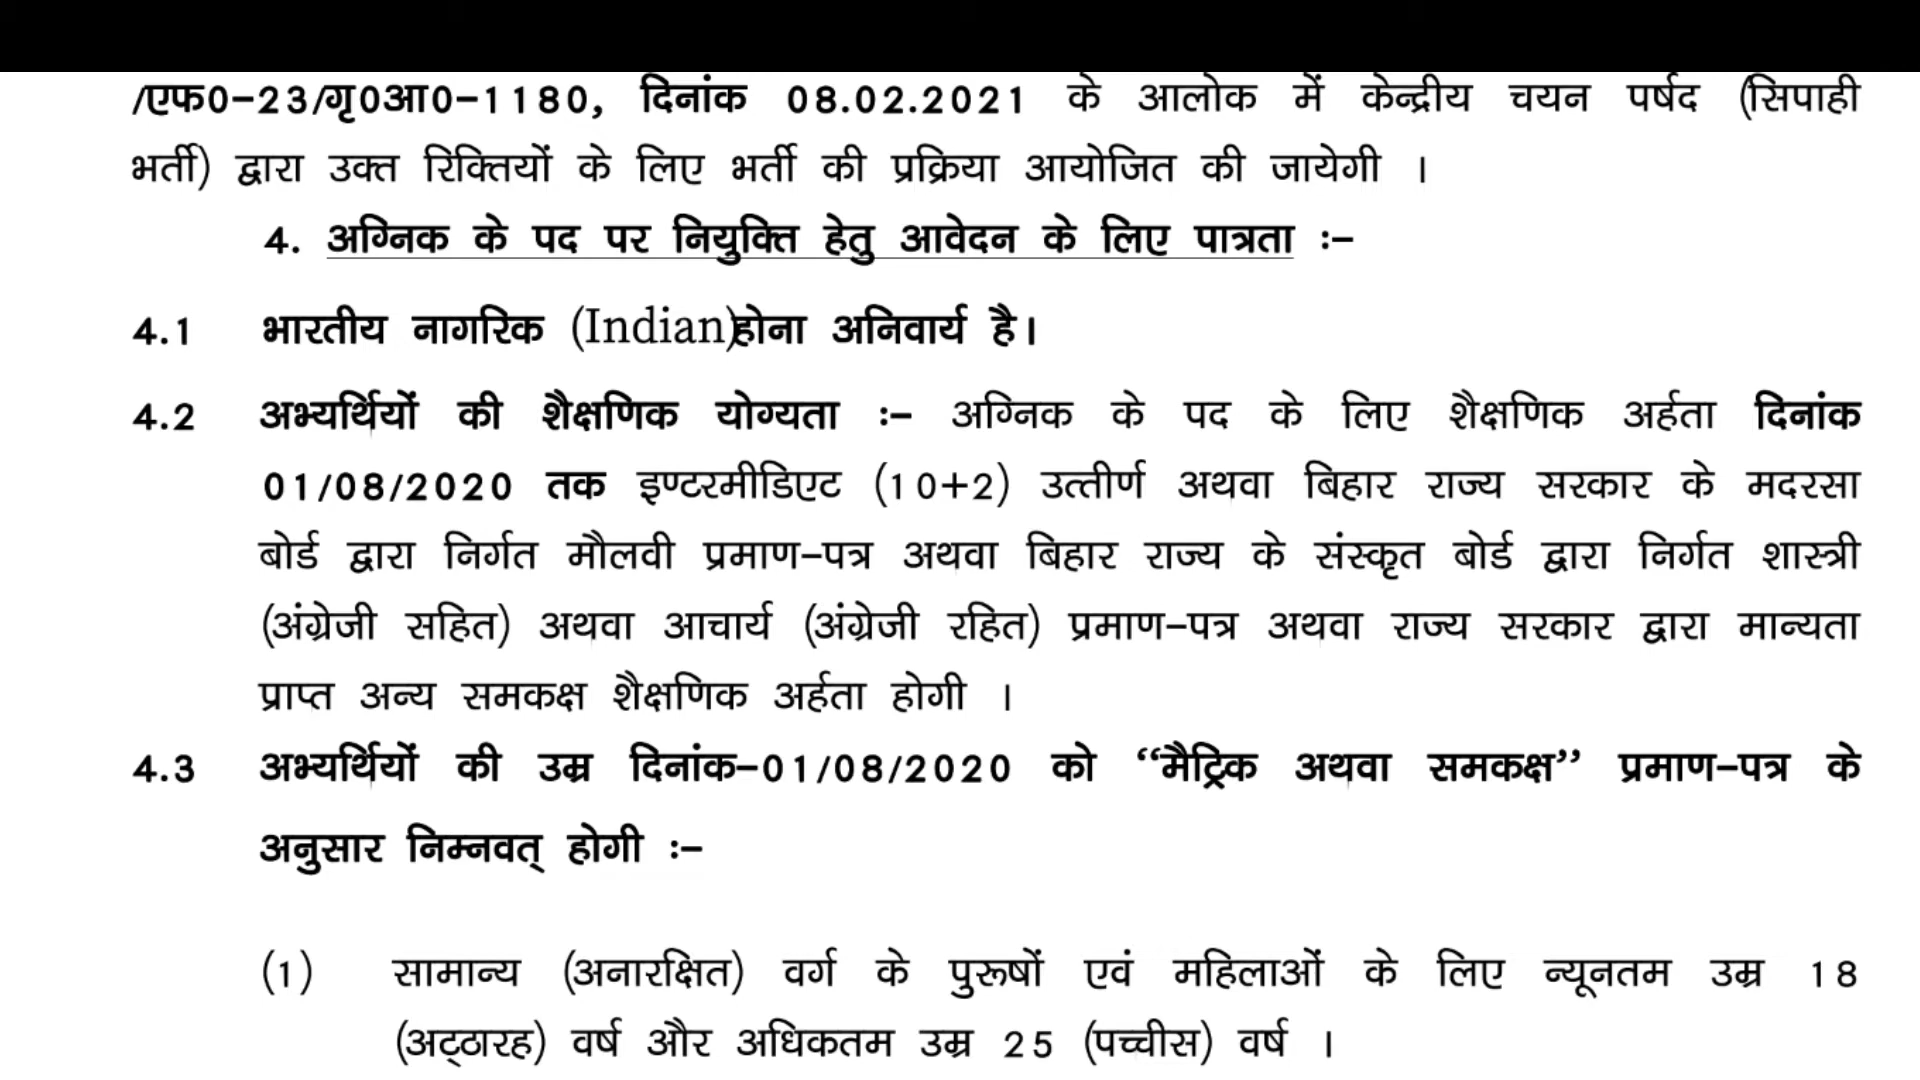 /एफ0-23/गृ0आ0-1180, दिनांक 08.02.2021 के आलोक में केन्द्रीय चयन पर्षद (सिपाही
भर्ती) द्वारा उक्त रिक्तियों के लिए भर्ती की प्रक्रिया आयोजित की जायेगी ।
4. अग्निक के पद पर नियुक्ति हेतु आवेदन के लिए पात्रता :-
4.1 भारतीय नागरिक (Indian)होना अनिवार्य है।
4.2 अभ्यर्थियों की शैक्षणिक योग्यता :- अग्निक के पद के लिए शैक्षणिक अर्हता दिनांक
01/08/2020 तक इण्टरमीडिएट (10+2) उत्तीर्ण अथवा बिहार राज्य सरकार के मदरसा
बोर्ड द्वारा निर्गत मौलवी प्रमाण-पत्र अथवा बिहार राज्य के संस्कृत बोर्ड द्वारा निर्गत शास्त्री
(अंग्रेजी सहित) अथवा आचार्य (अंग्रेजी रहित) प्रमाण-पत्र अथवा राज्य सरकार द्वारा मान्यता
प्राप्त अन्य समकक्ष शैक्षणिक अर्हता होगी ।
4.3 अभ्यर्थियों की उम्र दिनांक-01/08/2020 को “मैट्रिक अथवा समकक्ष” प्रमाण-पत्र के
अनुसार निम्नवत् होगी :-
(1) सामान्य (अनारक्षित) वर्ग के पुरूषों एवं महिलाओं के लिए न्यूनतम उम्र 18
(अट्ठारह) वर्ष और अधिकतम उम्र 25 (पच्चीस) वर्ष ।